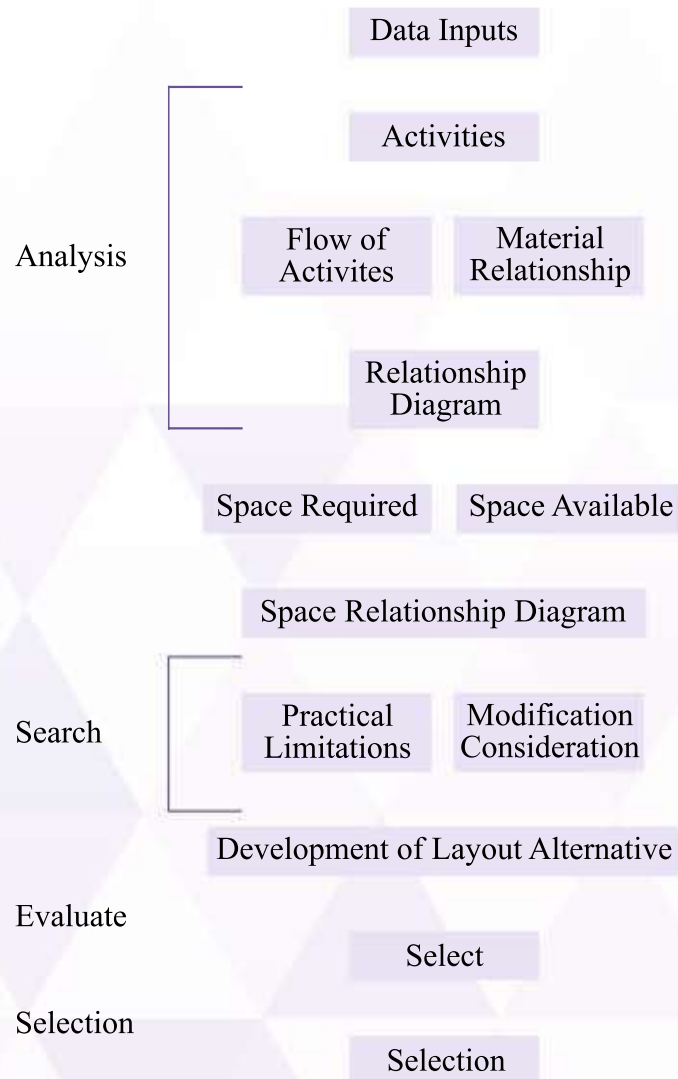 Data Inputs
Activities
Analysis
Flow of
Activites
Material
Relationship
Relationship
Diagram
Space Required
Space Available
Space Relationship Diagram
Search
Practical
Limitations
Modification
Consideration
Development of Layout Alternative
Evaluate
Select
Selection
Selection